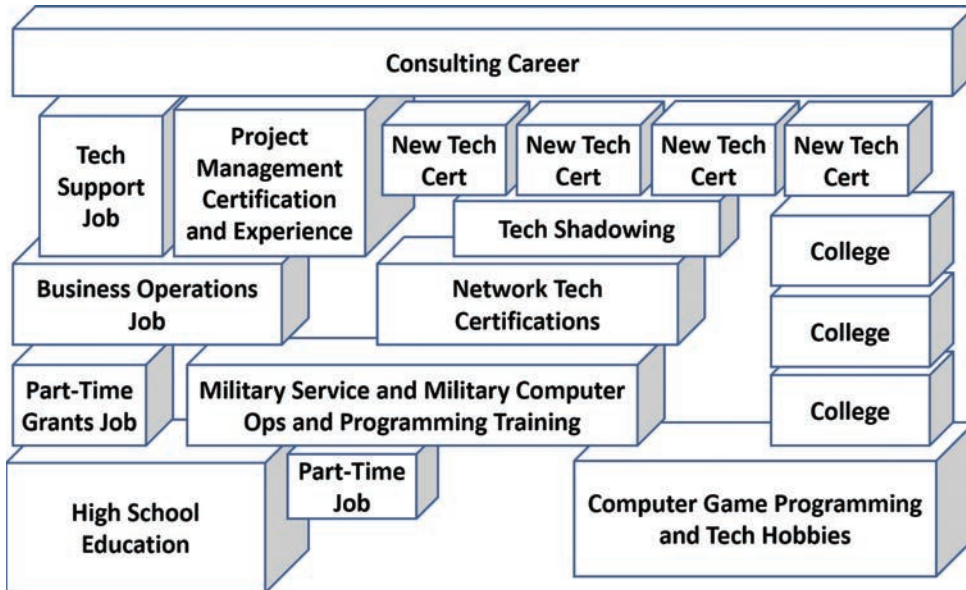 Consulting Career
Tech
Support
Job
Project
Management
Certification
and Experience
New Tech
Cert
New Tech
Cert
New Tech
Cert
New Tech
Cert
Tech Shadowing
College
Business Operations
Job
Network Tech
Certifications
College
Part-Time
Grants Job
Military Service and Military Computer
Ops and Programming Training
College
High School
Education
Part-Time
Job
Computer Game Programming
and Tech Hobbies